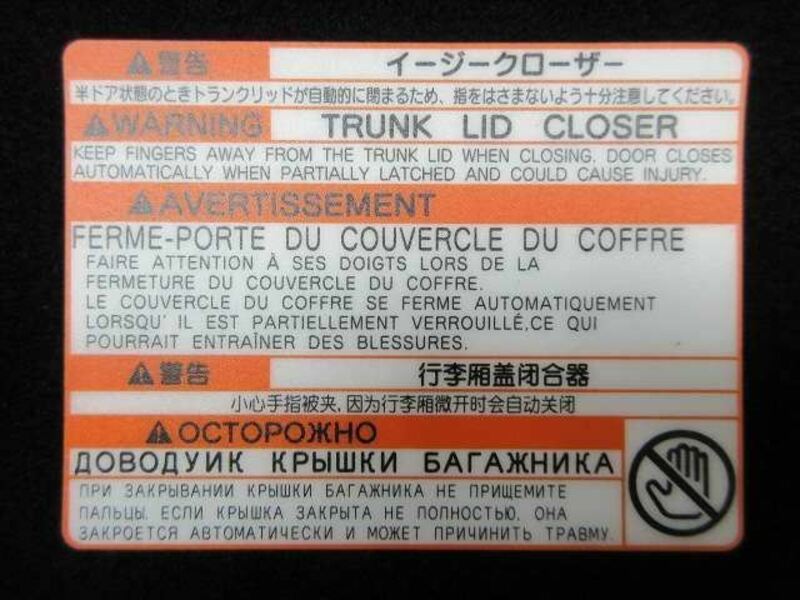 警告 イージークローザー
半ドア状態のときトランクリッドが自動的に閉まるため、指をはさまないよう十分注意してください。
WARNING TRUNK LID CLOSER
KEEP FINGERS AWAY FROM THE TRUNK LID WHEN CLOSING. DOOR CLOSES
AUTOMATICALLY WHEN PARTIALLY LATCHED AND COULD CAUSE INJURY.
AVERTISSEMENT
FERME-PORTE DU COUVERCLE DU COFFRE
FAIRE ATTENTION À SES DOIGTS LORS DE LA
FERMETURE DU COUVERCLE DU COFFRE.
LE COUVERCLE DU COFFRE SE FERME AUTOMATIQUEMENT
LORSQU' IL EST PARTIELLEMENT VERROUILLÉ,CE QUI
POURRAIT ENTRAÎNER DES BLESSURES.
警告 行李厢盖闭合器
小心手指被夹,因为行李厢微开时会自动关闭
ОСТОРОЖНО
ДОВОДУИК КРЫШКИ БАГАЖНИКА
ПРИ ЗАКРЫВАНИИ КРЫШКИ БАГАЖНИКА НЕ ПРИЩЕМИТЕ
ПАЛЬЦЫ. ЕСЛИ КРЫШКА ЗАКРЫТА НЕ ПОЛНОСТЬЮ, ОНА
ЗАКРОЕТСЯ АВТОМАТИЧЕСКИ И МОЖЕТ ПРИЧИНИТЬ ТРАВМУ.